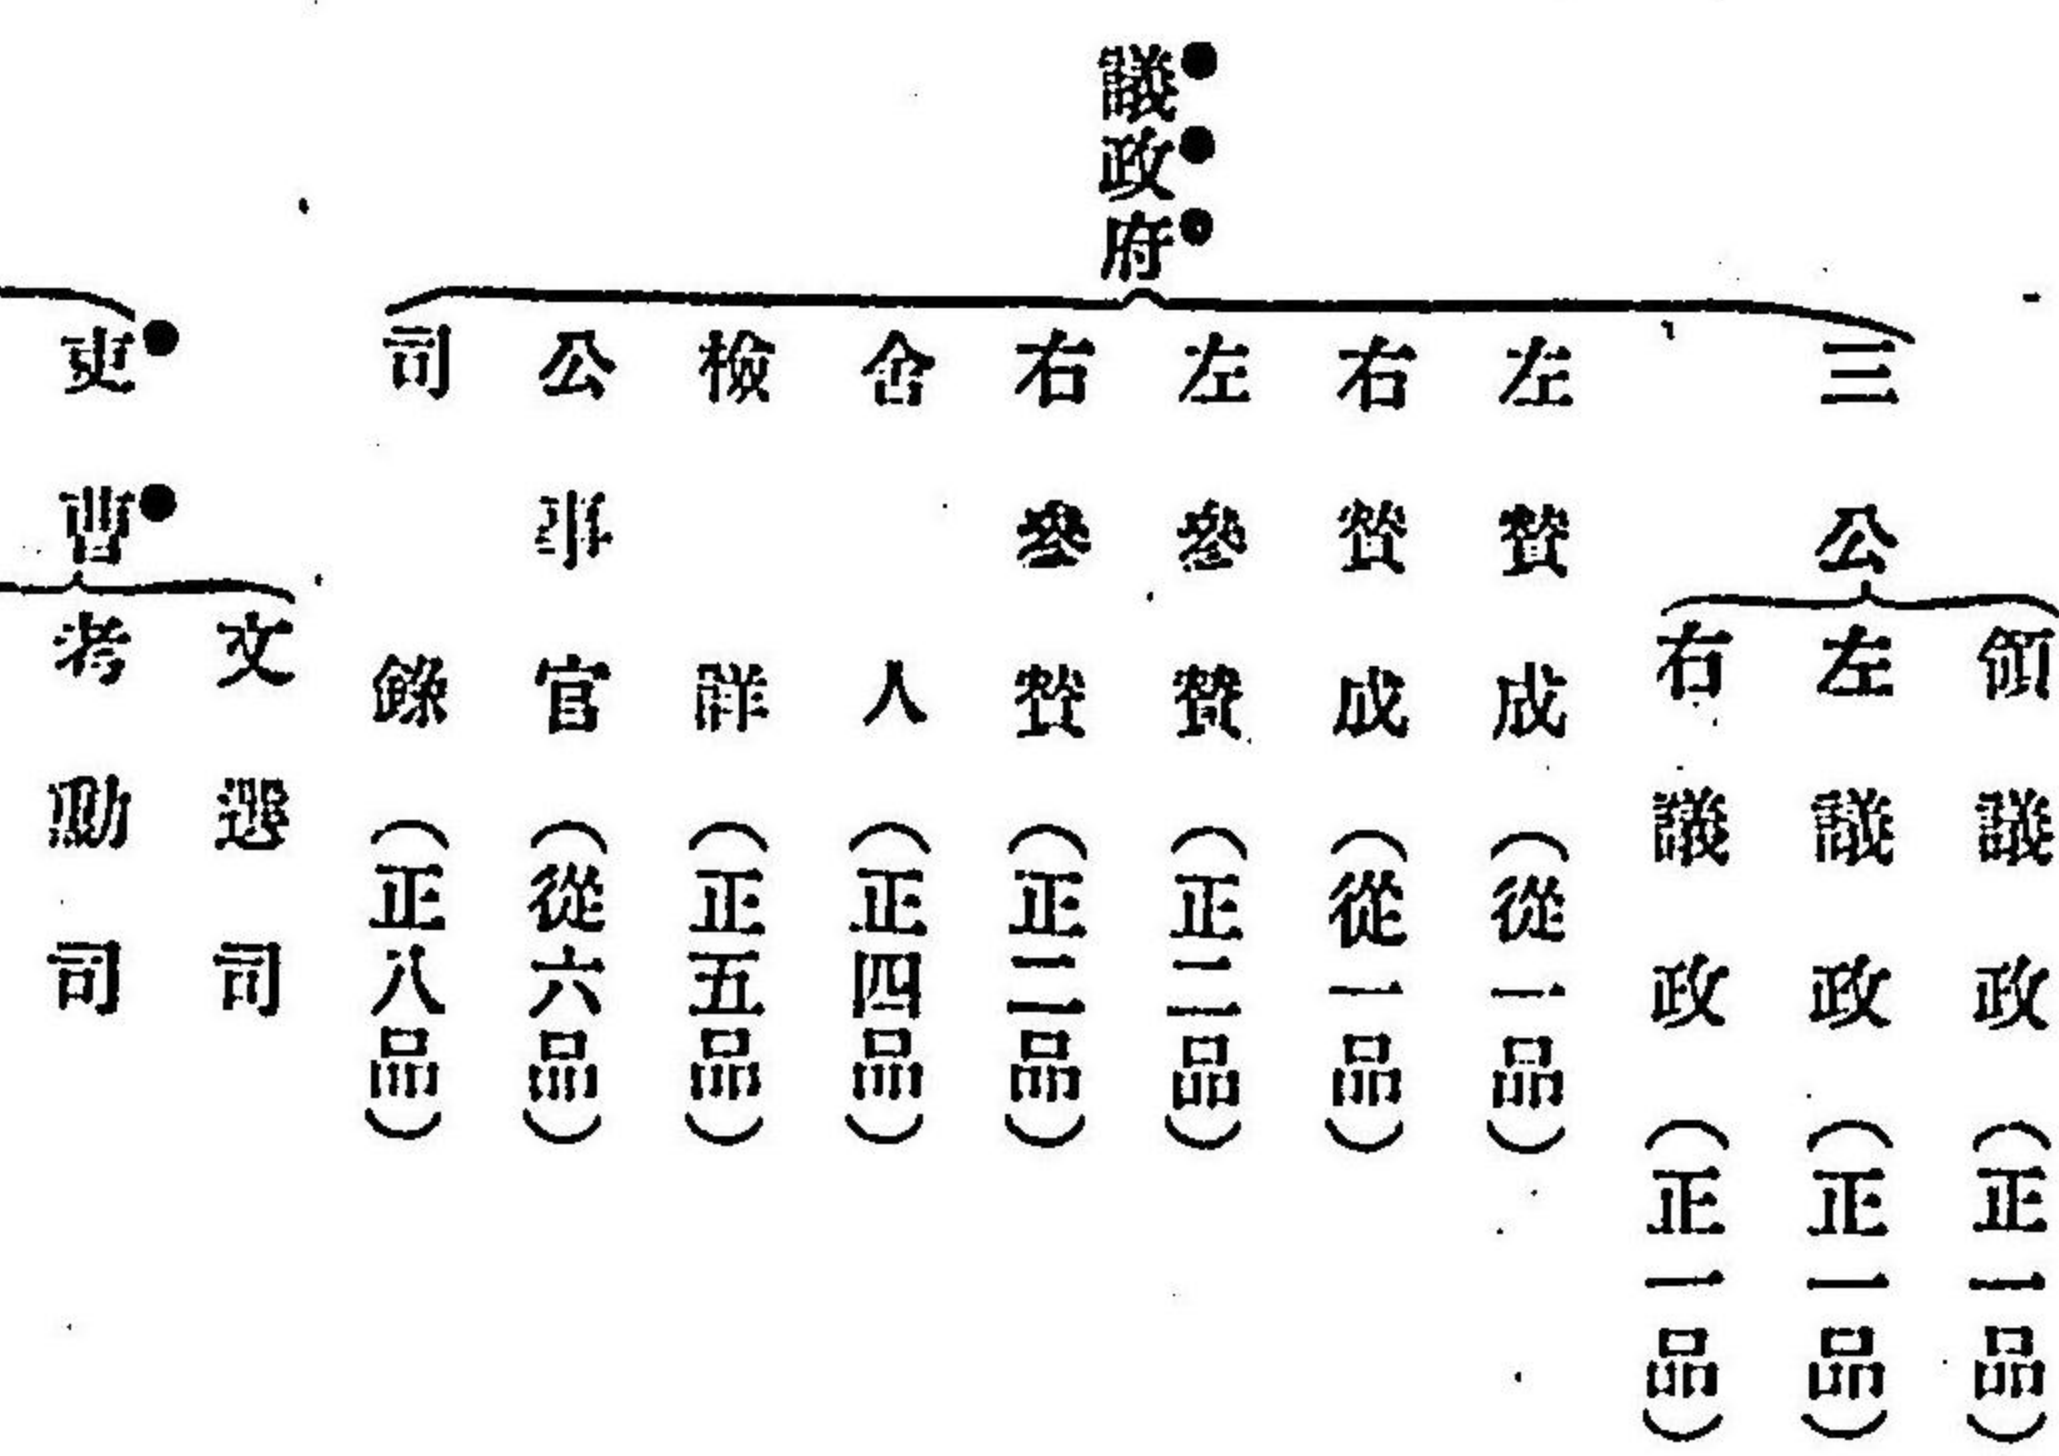 議政府
三公
領議政(正一品)
左議政(正一品)
右議政(正一品)
左贊成(從一品)
右贊成(從一品)
左參贊(正二品)
右參贊(正二品)
舍人(正四品)
檢詳(正五品)
公事官(從六品)
司錄(正八品)
吏曹
文選司
考勳司